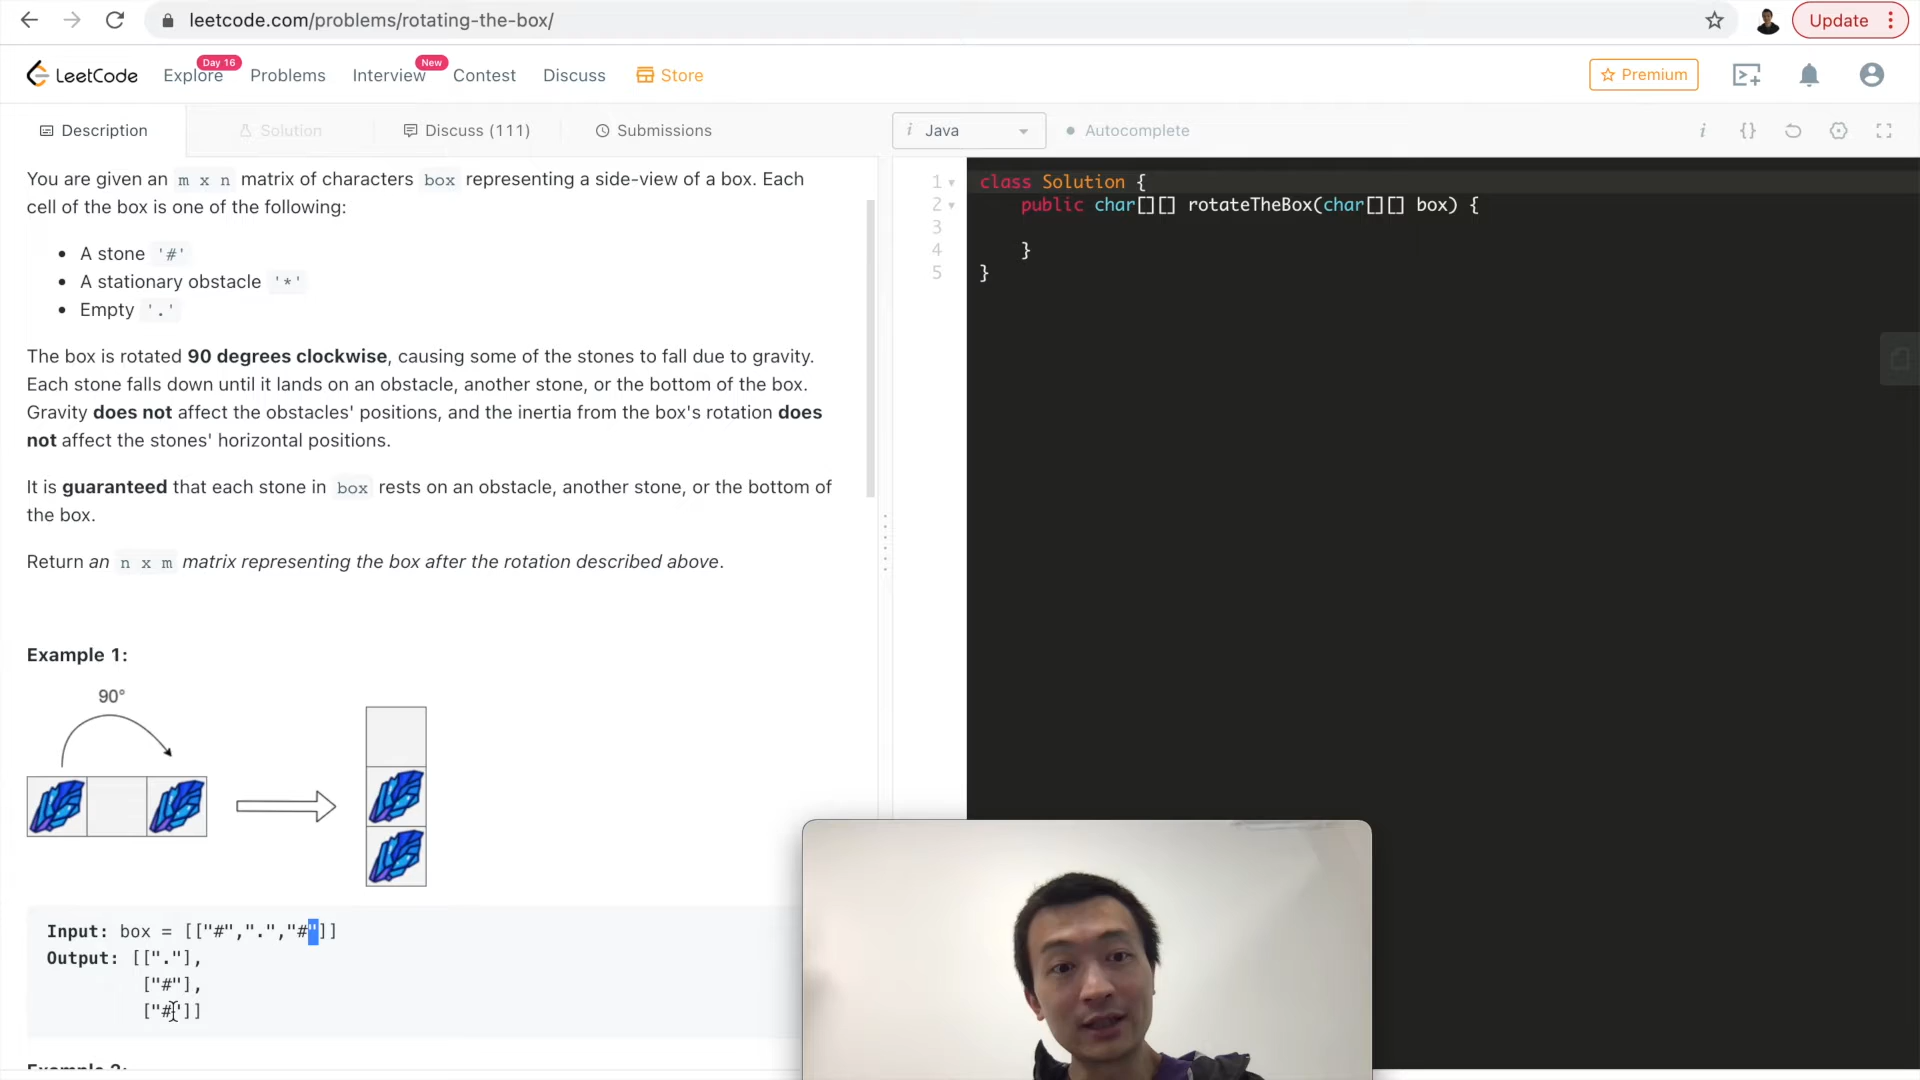 leetcode.com/problems/rotating-the-box/
Update
LeetCode
Explore
Day 16
Problems
Interview
New
Contest
Discuss
Store
Premium
Description
Solution
Discuss (111)
Submissions
i
Java
Autocomplete
i
{}
You are given an m x n matrix of characters box representing a side-view of a box. Each
cell of the box is one of the following:
• A stone '#'
• A stationary obstacle '*'
• Empty '.'
The box is rotated 90 degrees clockwise, causing some of the stones to fall due to gravity.
Each stone falls down until it lands on an obstacle, another stone, or the bottom of the box.
Gravity does not affect the obstacles' positions, and the inertia from the box's rotation does
not affect the stones' horizontal positions.
It is guaranteed that each stone in box rests on an obstacle, another stone, or the bottom of
the box.
Return an n x m matrix representing the box after the rotation described above.
Example 1:
90°
Input: box = [["#",".","#"]]
Output: [["."],
["#"],
["#"]]
Example 2:
1 class Solution {
2 public char[][] rotateTheBox(char[][] box) {
3
4 }
5 }